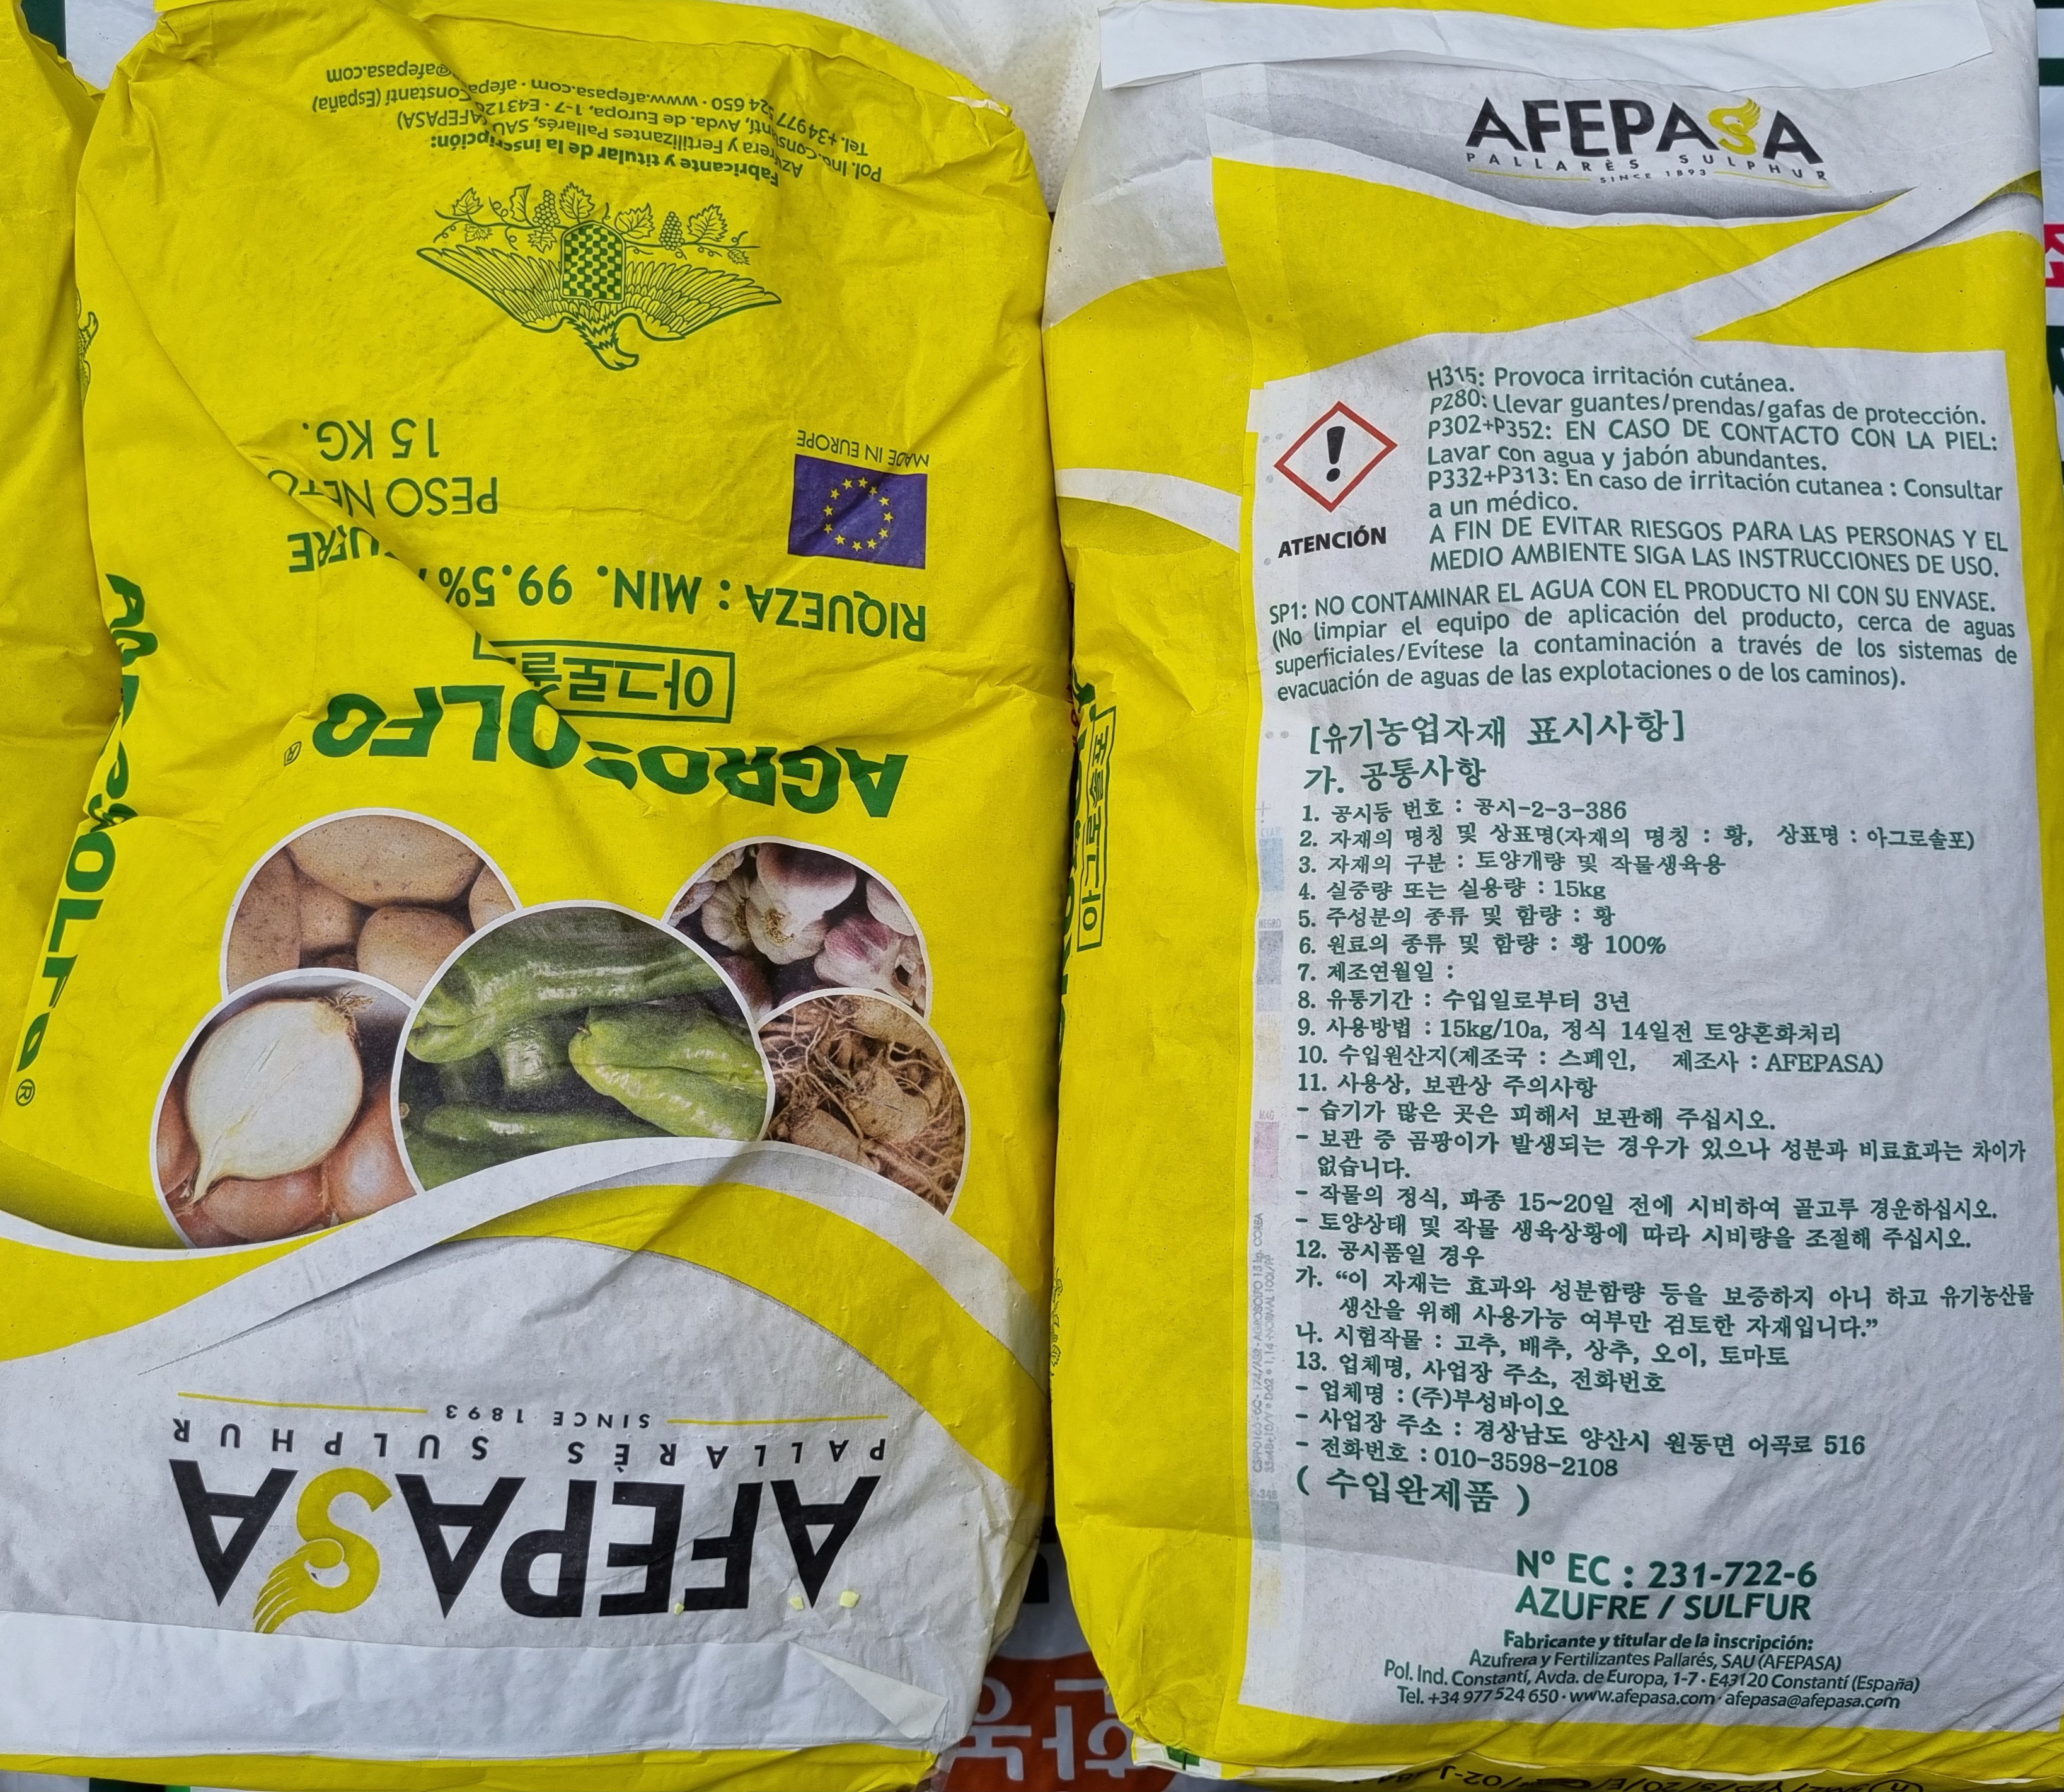 AFEPASA
PALLARÈS SULPHUR
SINCE 1893
AGROSOLFO®
아그로솔포
RIQUEZA : MIN. 99.5%
PESO NETO
15 KG.
MADE IN EUROPE
Fabricante y titular de la inscripción:
Pallarés, SAU (AFEPASA)
Avda. de Europa, 1-7 · Constantí (España)
www.afepasa.com
AGROSOLFO®
아그로솔포
AFEPASA
PALLARÈS SULPHUR
SINCE 1893
ATENCIÓN
H315: Provoca irritación cutánea.
P280: Llevar guantes/prendas/gafas de protección.
P302+P352: EN CASO DE CONTACTO CON LA PIEL:
Lavar con agua y jabón abundantes.
P332+P313: En caso de irritación cutanea : Consultar
a un médico.
A FIN DE EVITAR RIESGOS PARA LAS PERSONAS Y EL
MEDIO AMBIENTE SIGA LAS INSTRUCCIONES DE USO.
SP1: NO CONTAMINAR EL AGUA CON EL PRODUCTO NI CON SU ENVASE.
(No limpiar el equipo de aplicación del producto, cerca de aguas
superficiales/Evítese la contaminación a través de los sistemas de
evacuación de aguas de las explotaciones o de los caminos).
[유기농업자재 표시사항]
가. 공통사항
1. 공시등 번호 : 공시-2-3-386
2. 자재의 명칭 및 상표명(자재의 명칭 : 황, 상표명 : 아그로솔포)
3. 자재의 구분 : 토양개량 및 작물생육용
4. 실중량 또는 실용량 : 15kg
5. 주성분의 종류 및 함량 : 황
6. 원료의 종류 및 함량 : 황 100%
7. 제조연월일 :
8. 유통기간 : 수입일로부터 3년
9. 사용방법 : 15kg/10a, 정식 14일전 토양혼화처리
10. 수입원산지(제조국 : 스페인, 제조사 : AFEPASA)
11. 사용상, 보관상 주의사항
- 습기가 많은 곳은 피해서 보관해 주십시오.
- 보관 중 곰팡이가 발생되는 경우가 있으나 성분과 비료효과는 차이가
없습니다.
- 작물의 정식, 파종 15~20일 전에 시비하여 골고루 경운하십시오.
- 토양상태 및 작물 생육상황에 따라 시비량을 조절해 주십시오.
12. 공시품일 경우
가. “이 자재는 효과와 성분함량 등을 보증하지 아니 하고 유기농산물
생산을 위해 사용가능 여부만 검토한 자재입니다.”
나. 시험작물 : 고추, 배추, 상추, 오이, 토마토
13. 업체명, 사업장 주소, 전화번호
- 업체명 : (주)부성바이오
- 사업장 주소 : 경상남도 양산시 원동면 어곡로 516
- 전화번호 : 010-3598-2108
( 수입완제품 )
Nº EC : 231-722-6
AZUFRE / SULFUR
Fabricante y titular de la inscripción:
Azufrera y Fertilizantes Pallarés, SAU (AFEPASA)
Pol. Ind. Constantí, Avda. de Europa, 1-7 · E43120 Constantí (España)
Tel. +34 977 524 650 · www.afepasa.com · afepasa@afepasa.com